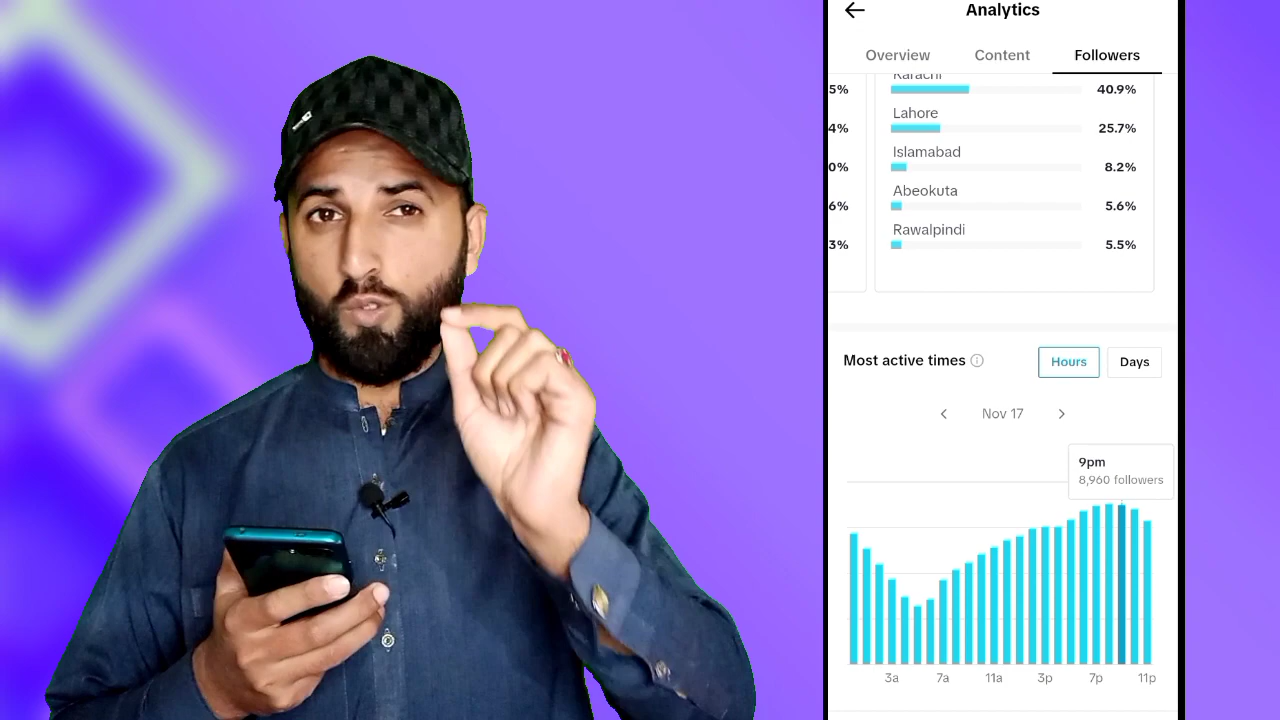 Analytics
Overview Content Followers
Karachi
5% 40.9%
Lahore
4% 25.7%
Islamabad
0% 8.2%
Abeokuta
6% 5.6%
Rawalpindi
3% 5.5%
Most active times Hours Days
Nov 17
9pm
8,960 followers
3a 7a 11a 3p 7p 11p